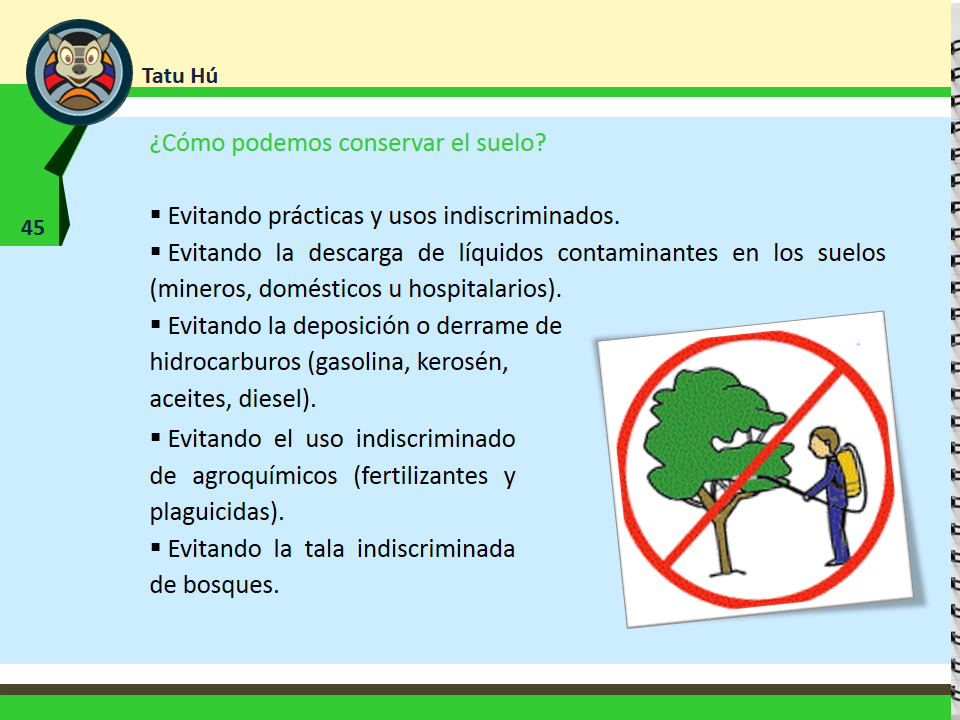 Tatu Hú
¿Cómo podemos conservar el suelo?
▪ Evitando prácticas y usos indiscriminados.
▪ Evitando la descarga de líquidos contaminantes en los suelos
(mineros, domésticos u hospitalarios).
▪ Evitando la deposición o derrame de
hidrocarburos (gasolina, kerosén,
aceites, diesel).
▪ Evitando el uso indiscriminado
de agroquímicos (fertilizantes y
plaguicidas).
▪ Evitando la tala indiscriminada
de bosques.
45